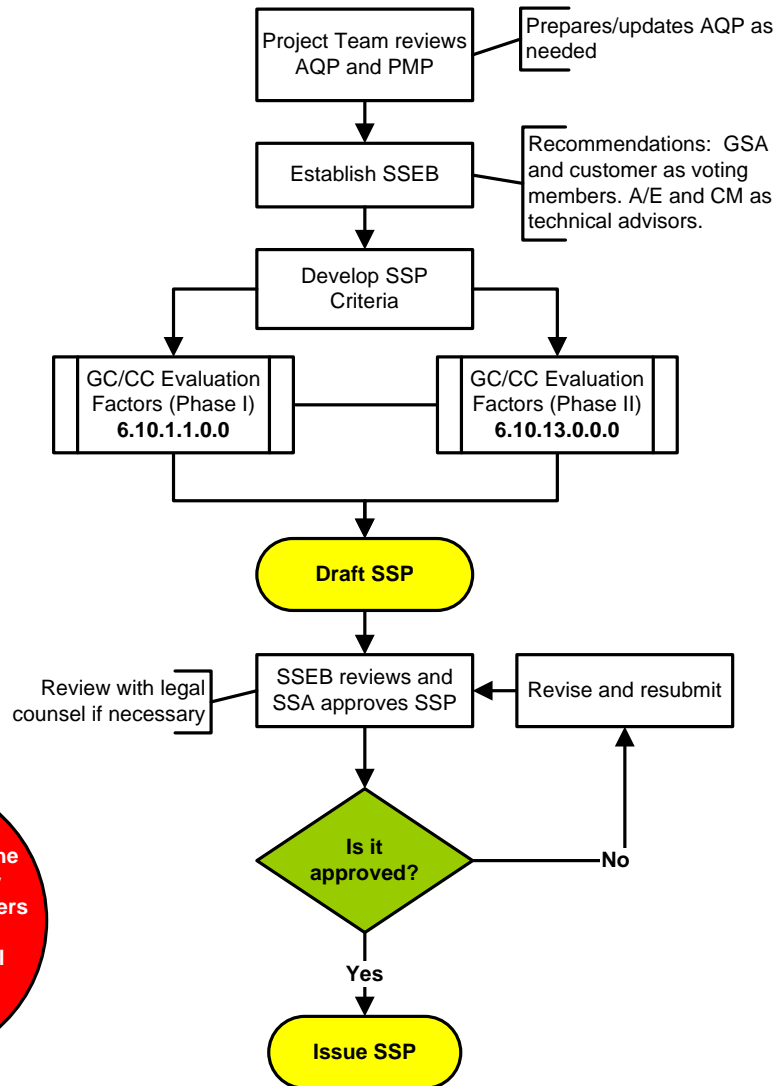 Project Team reviews
AQP and PMP
Prepares/updates AQP as
needed
Establish SSEB
Recommendations: GSA
and customer as voting
members. A/E and CM as
technical advisors.
Develop SSP
Criteria
GC/CC Evaluation
Factors (Phase I)
6.10.1.1.0.0
GC/CC Evaluation
Factors (Phase II)
6.10.13.0.0.0
Draft SSP
Review with legal
counsel if necessary
SSEB reviews and
SSA approves SSP
Revise and resubmit
Is it
approved?
No
Yes
Issue SSP